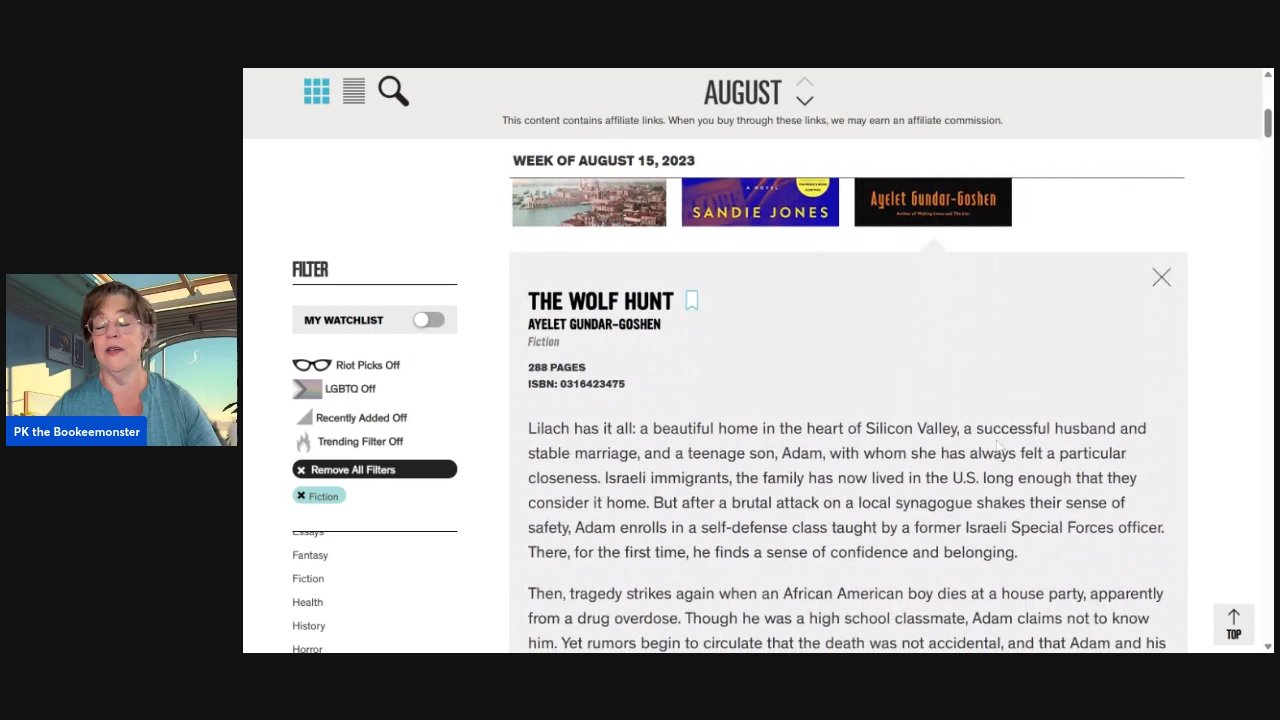 AUGUST
This content contains affiliate links. When you buy through these links, we may earn an affiliate commission.
WEEK OF AUGUST 15, 2023
A NOVEL
SANDIE JONES
Ayelet Gundar-Goshen
FILTER
MY WATCHLIST
Riot Picks Off
LGBTQ Off
Recently Added Off
Trending Filter Off
× Remove All Filters
× Fiction
Essays
Fantasy
Fiction
Health
History
Horror
THE WOLF HUNT
AYELET GUNDAR-GOSHEN
Fiction
288 PAGES
ISBN: 0316423475
Lilach has it all: a beautiful home in the heart of Silicon Valley, a successful husband and
stable marriage, and a teenage son, Adam, with whom she has always felt a particular
closeness. Israeli immigrants, the family has now lived in the U.S. long enough that they
consider it home. But after a brutal attack on a local synagogue shakes their sense of
safety, Adam enrolls in a self-defense class taught by a former Israeli Special Forces officer.
There, for the first time, he finds a sense of confidence and belonging.
Then, tragedy strikes again when an African American boy dies at a house party, apparently
from a drug overdose. Though he was a high school classmate, Adam claims not to know
him. Yet rumors begin to circulate that the death was not accidental, and that Adam and his
TOP
PK the Bookeemonster